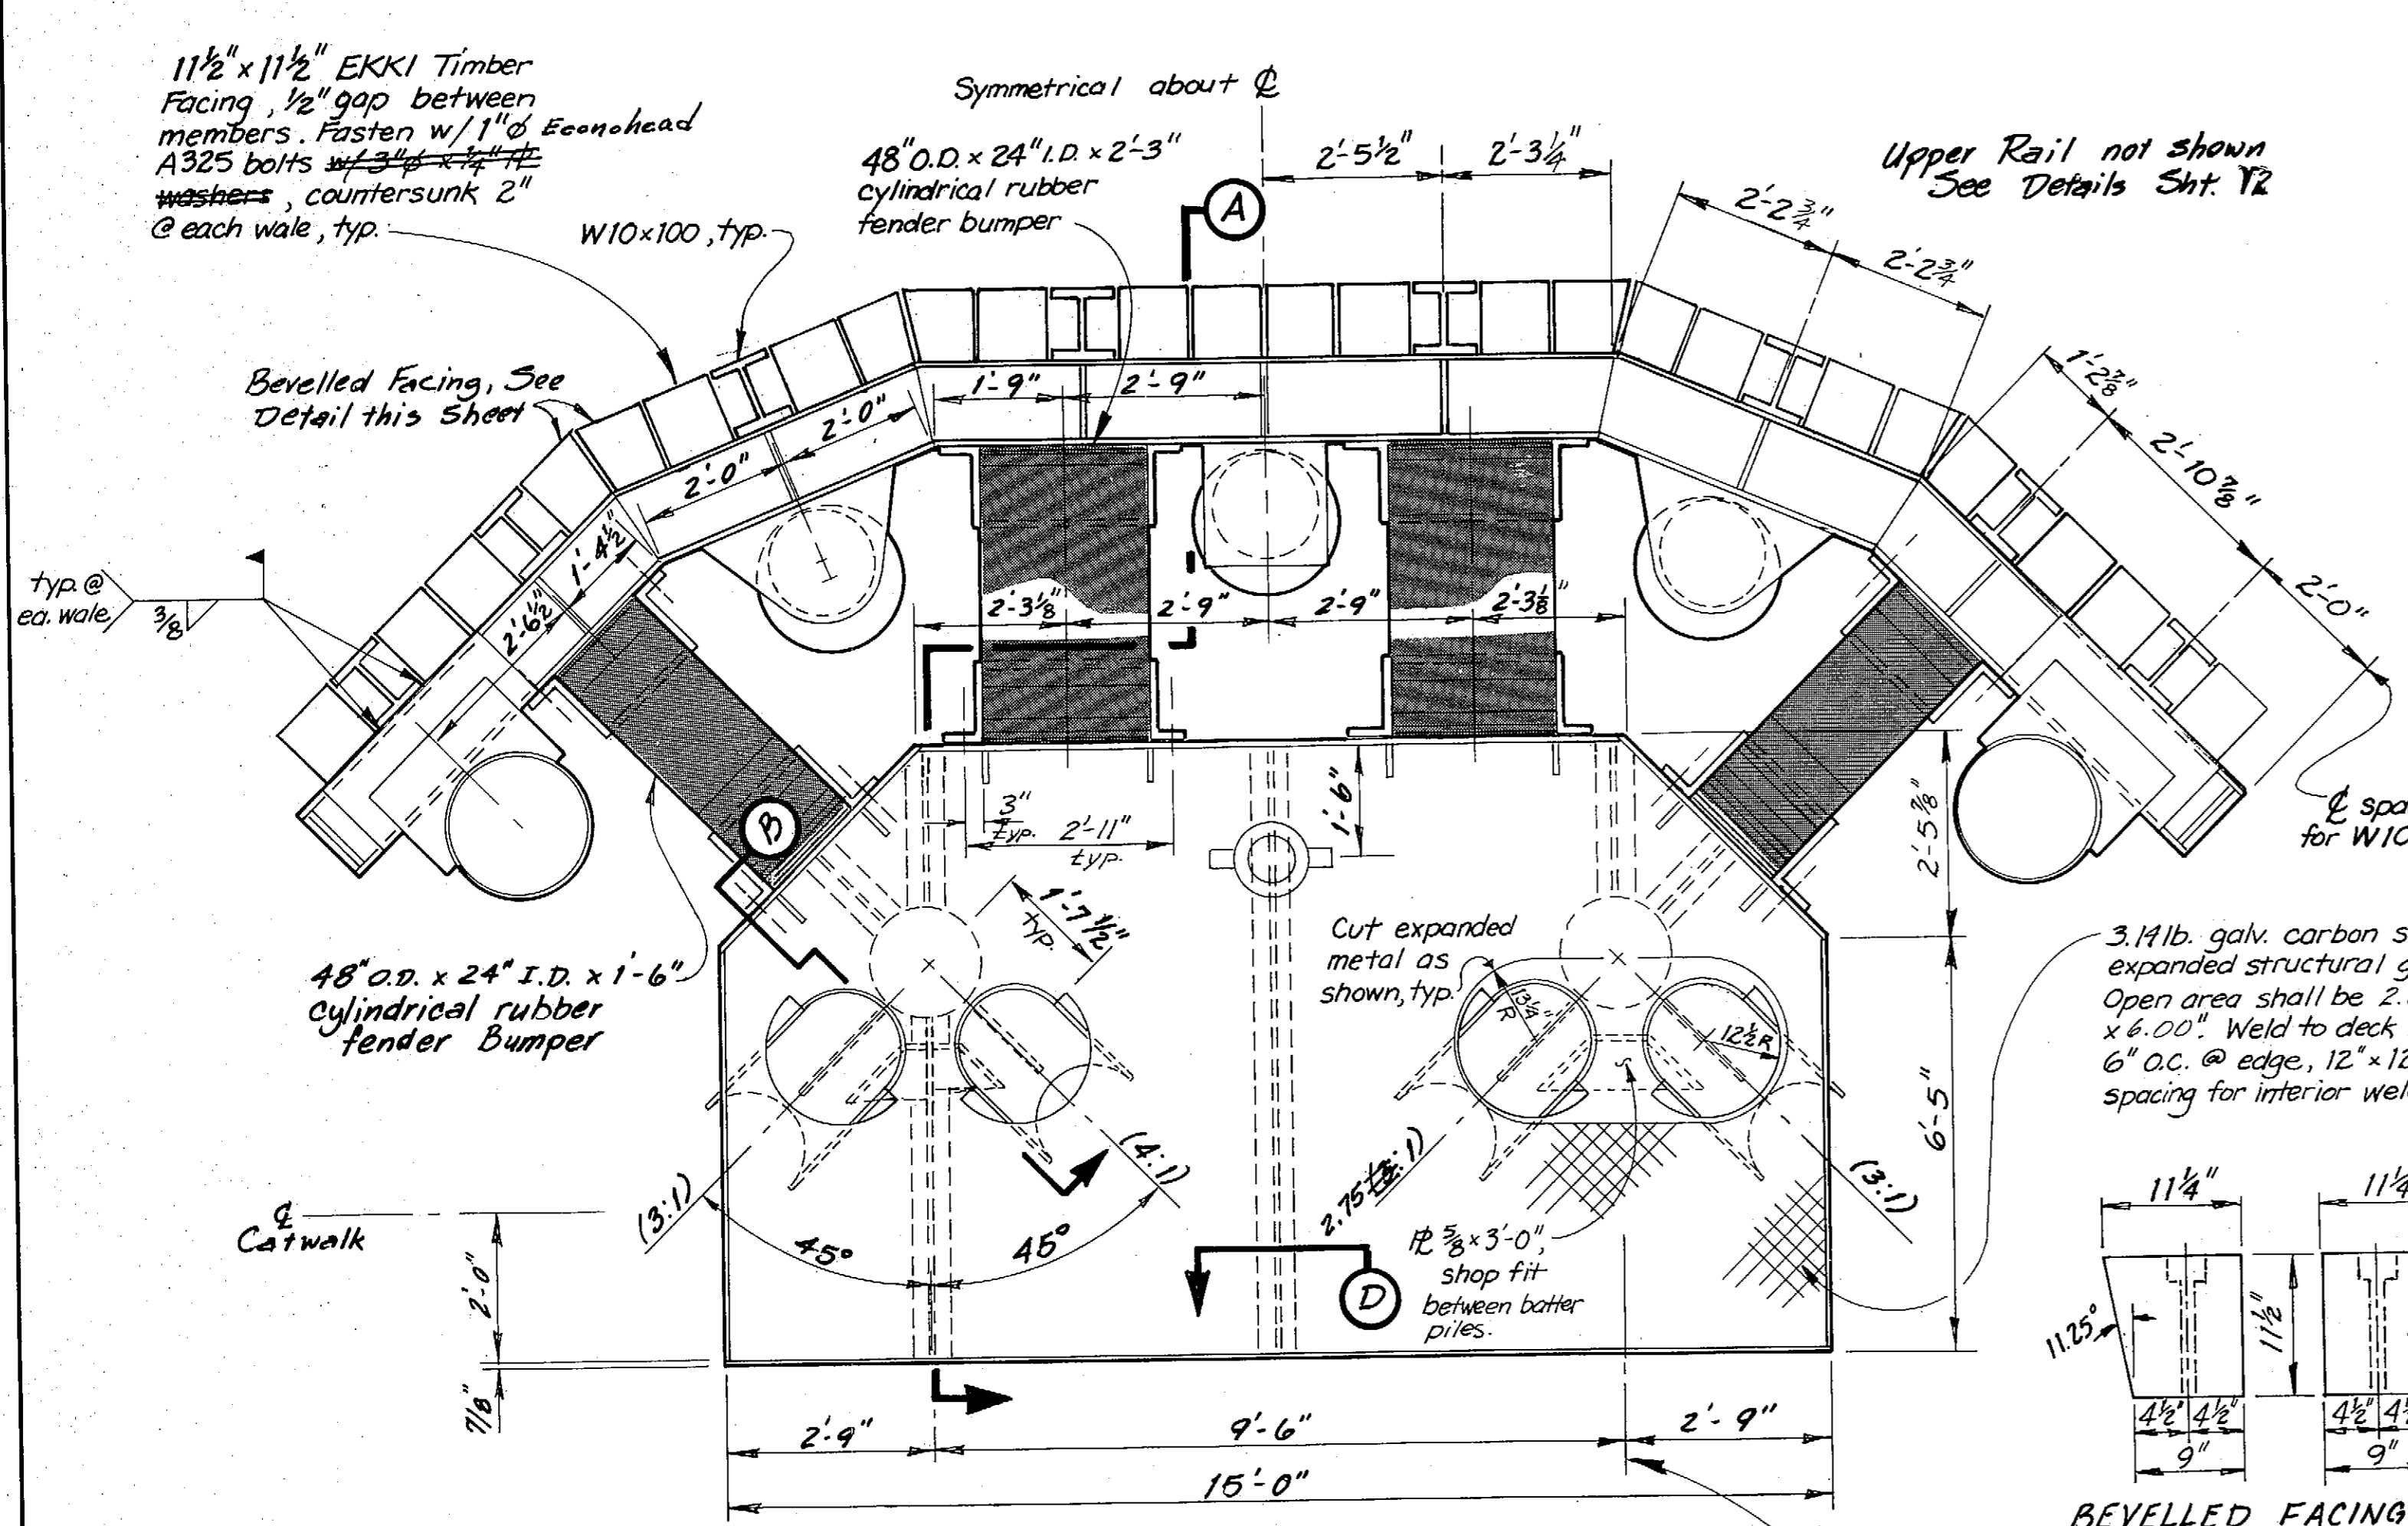 11½" x 11½" EKKI Timber
Facing, ½" gap between
members. Fasten w/ 1"ϕ Econohead
A325 bolts w/ 3"ϕ x ¼" ℞
washers, countersunk 2"
@ each wale, typ.
W10x100, typ.
Symmetrical about ℄
48" O.D. x 24" I.D. x 2'-3"
cylindrical rubber
fender bumper
A
2'-5½"
2'-3¼"
Upper Rail not shown
See Details Sht.
2'-2¾"
2'-2¾"
1'-2⅞"
2'-10⅞"
2'-0"
Bevelled Facing, See
Detail this Sheet
1'-9"
2'-9"
2'-0"
2'-0"
1'-4½"
2'-6½"
typ. @
ea. wale
3/8
2'-3⅛"
2'-9"
2'-9"
2'-3⅛"
3"
typ.
2'-11"
typ.
1'-6"
B
1'-7½"
typ.
48" O.D. x 24" I.D. x 1'-6"
Cylindrical rubber
fender Bumper
Cut expanded
metal as
shown, typ.
13¼"
R
12½R
2'-5⅜"
6'-5"
℄ spa
for W10
3.14 lb. galv. carbon s
expanded structural g
Open area shall be 2.
x 6.00". Weld to deck
6" O.C. @ edge, 12" x 12
spacing for interior wel
(3:1)
(4:1)
45°
45°
2.75
(3:1)
℄
Catwalk
2'-0"
7/8"
D
⅝ x 3'-0",
shop fit
between batter
piles.
2'-9"
9'-6"
2'-9"
15'-0"
11¼"
11¼
11.25°
11½"
4½" 4½"
4½" 4
9"
9"
BEVELLED FACING